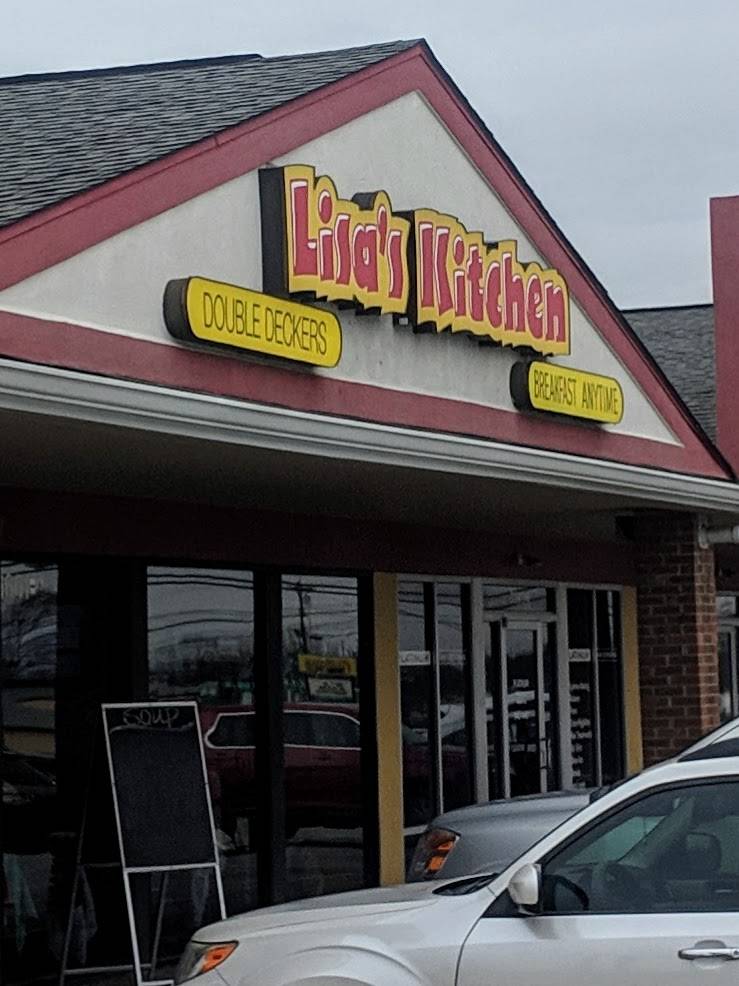 Lisa's Kitchen
DOUBLE DECKERS
BREAKFAST ANYTIME
Soup